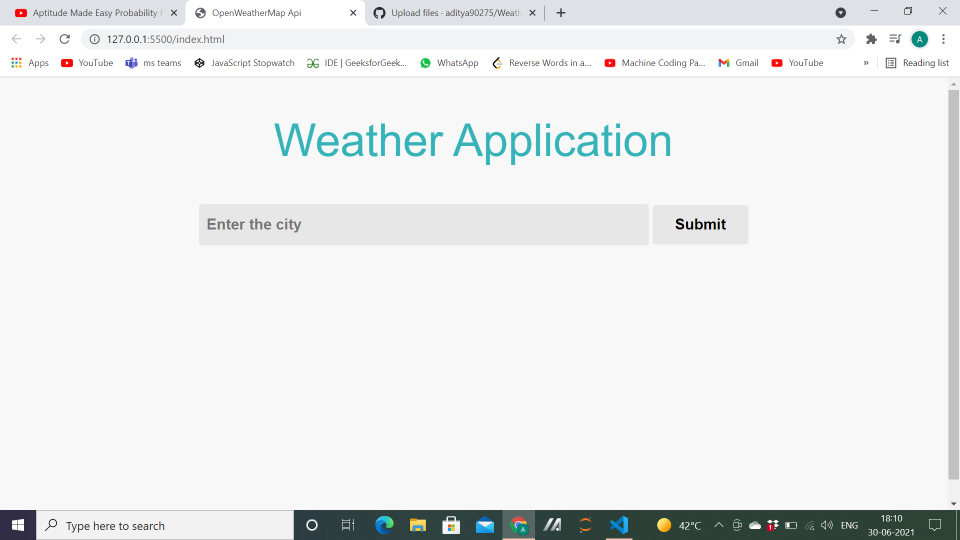 Aptitude Made Easy Probability
OpenWeatherMap Api
Upload files · aditya90275/Weath
127.0.0.1:5500/index.html
A
Apps
YouTube
ms teams
JavaScript Stopwatch
IDE | GeeksforGeek...
WhatsApp
Reverse Words in a...
Machine Coding Pa...
Gmail
YouTube
»
Reading list
Weather Application
Enter the city
Submit
Type here to search
42°C
ENG
18:10
30-06-2021